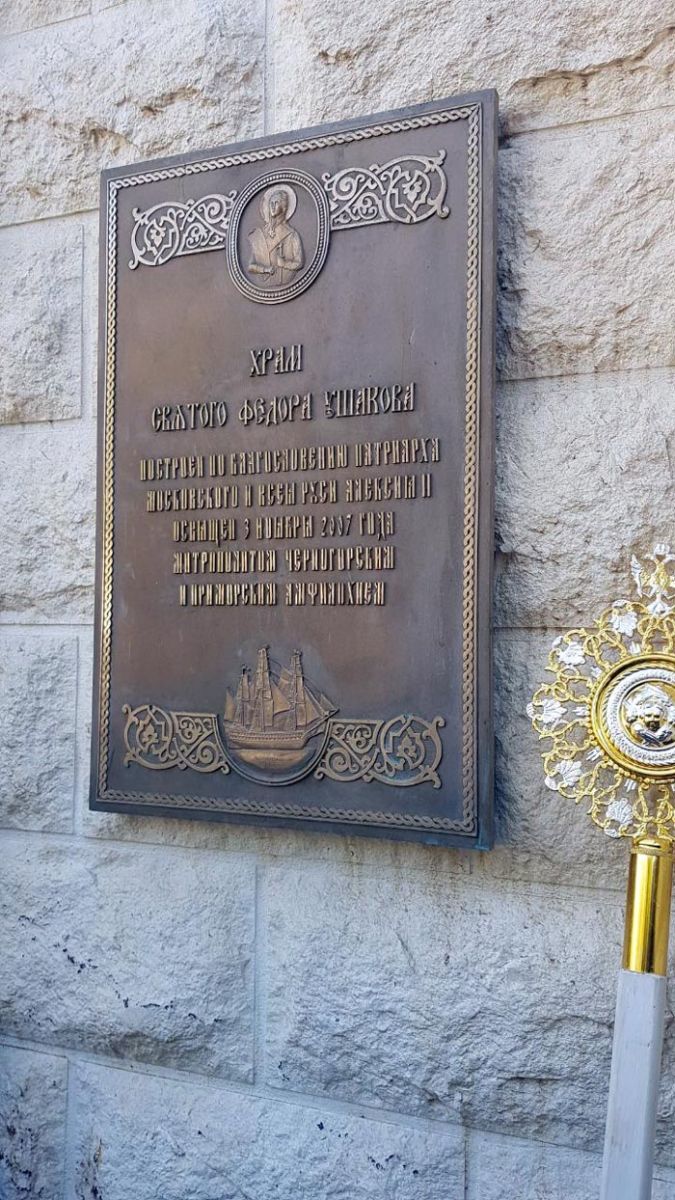 ХРАМ
СВЯТОГО ФЕДОРА УШАКОВА
ПОСТРОЕН ПО БЛАГОСЛОВЕНИЮ ПАТРИАРХА
МОСКОВСКОГО И ВСЕЯ РУСИ АЛЕКСИЯ II
ОСВЯЩЕН 3 НОЯБРЯ 2007 ГОДА
МИТРОПОЛИТОМ ЧЕРНОГОРСКИМ
И ПРИМОРСКИМ АМФИЛОХИЕМ